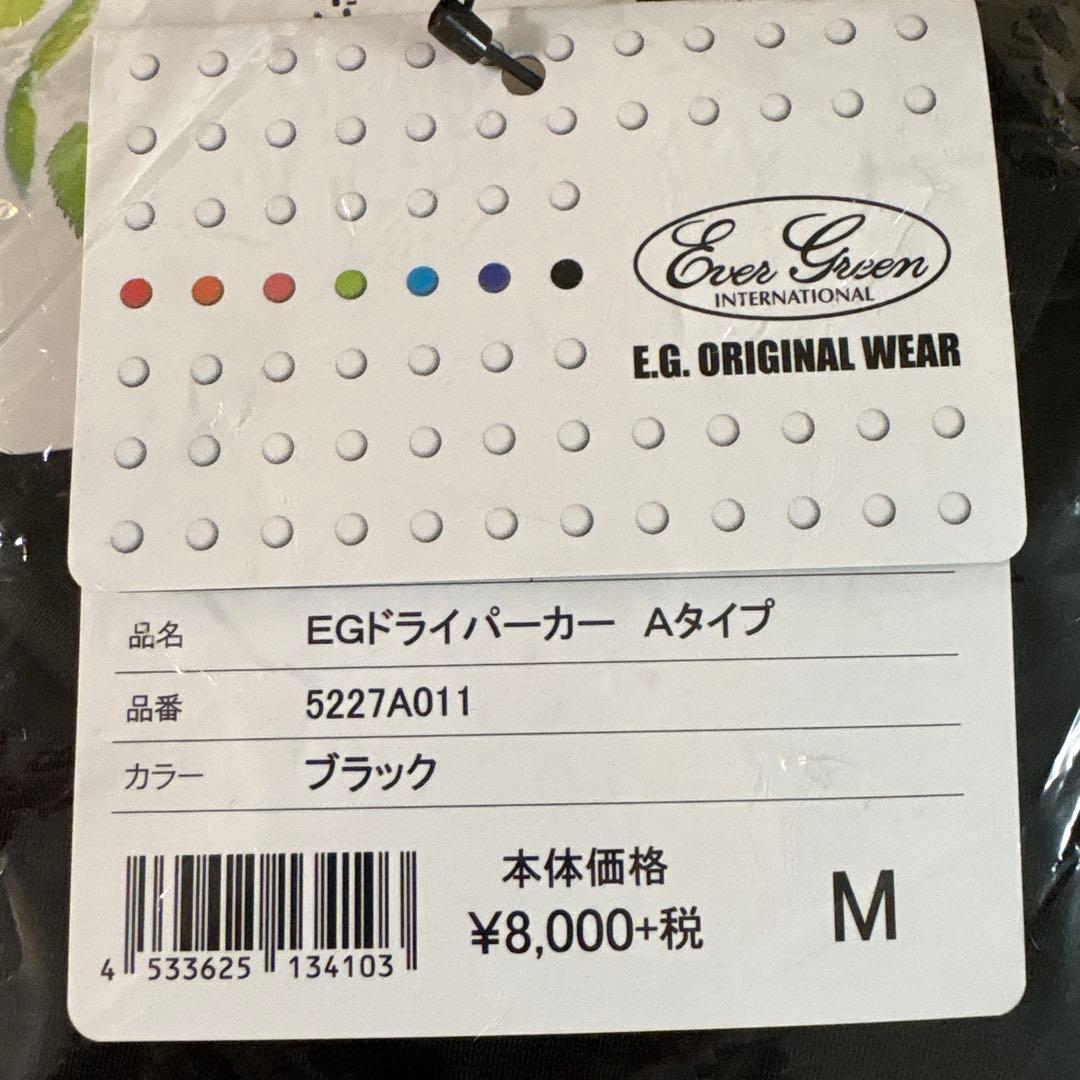 Ever Green
INTERNATIONAL
E.G. ORIGINAL WEAR
品名 EGドライパーカー Aタイプ
品番 5227A011
カラー ブラック
本体価格
¥8,000+税
M
4 533625 134103